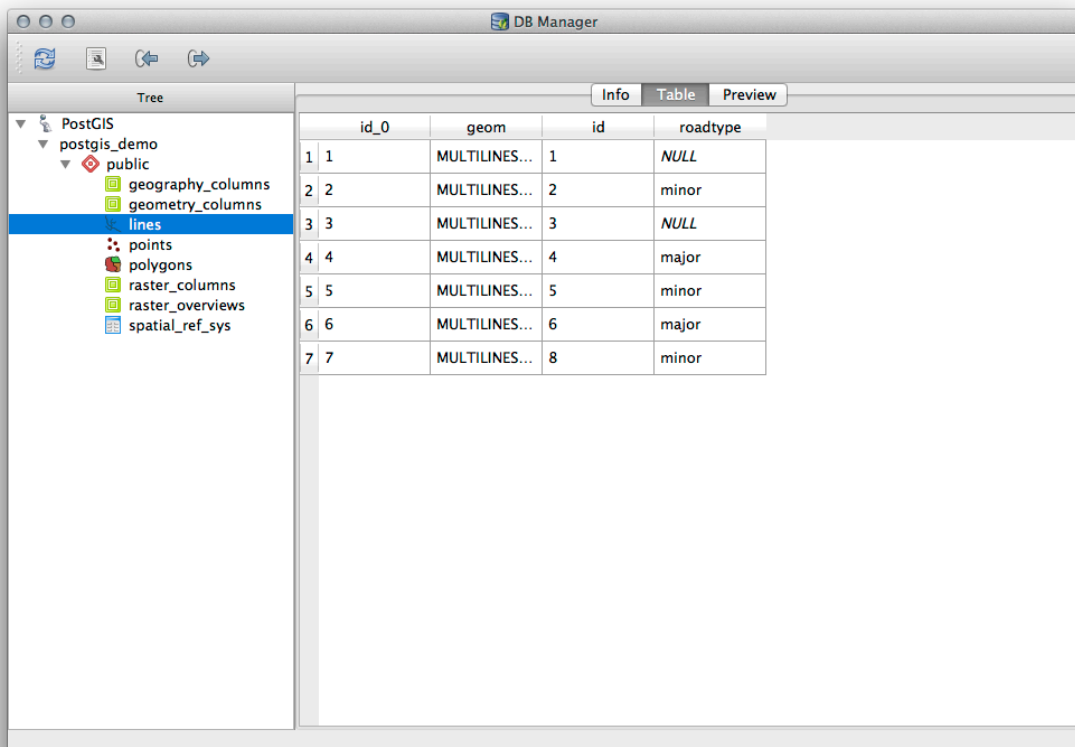 DB Manager
Tree
PostGIS
postgis_demo
public
geography_columns
geometry_columns
lines
points
polygons
raster_columns
raster_overviews
spatial_ref_sys
Info Table Preview
id_0 geom id roadtype
1 1 MULTILINES... 1 NULL
2 2 MULTILINES... 2 minor
3 3 MULTILINES... 3 NULL
4 4 MULTILINES... 4 major
5 5 MULTILINES... 5 minor
6 6 MULTILINES... 6 major
7 7 MULTILINES... 8 minor